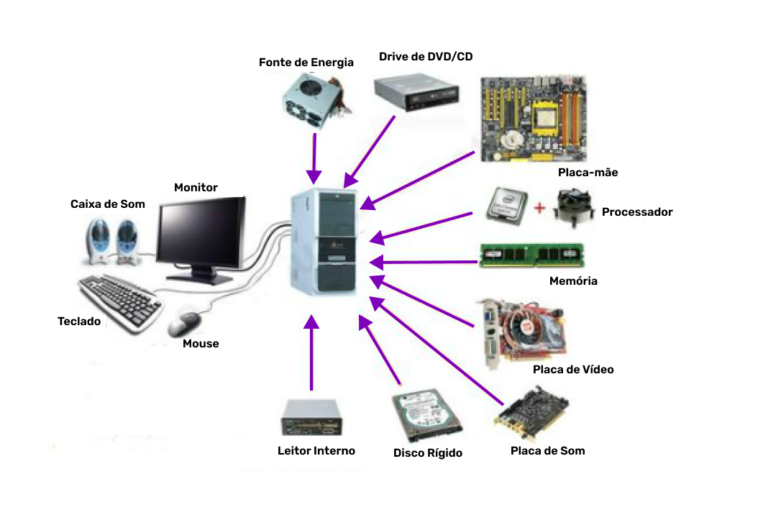 Fonte de Energia
Drive de DVD/CD
Placa-mãe
Monitor
Caixa de Som
Processador
Memória
Teclado
Mouse
Placa de Vídeo
Leitor Interno
Disco Rígido
Placa de Som